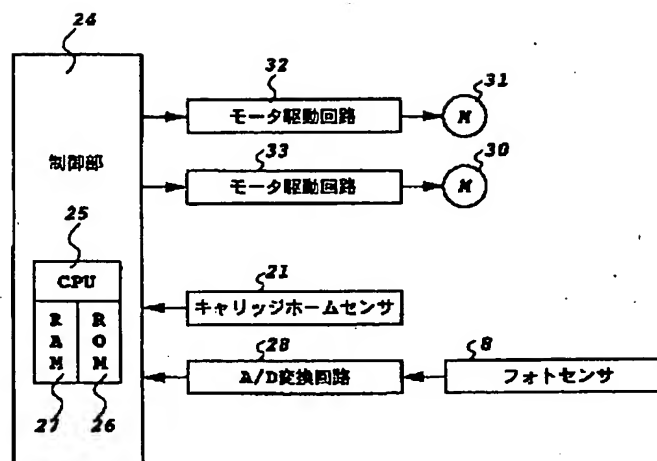 24
32
31
モータ駆動回路
M
33
30
制御部
モータ駆動回路
M
25
CPU
21
キャリッジホームセンサ
RAM
ROM
28
8
A/D変換回路
フォトセンサ
27
26